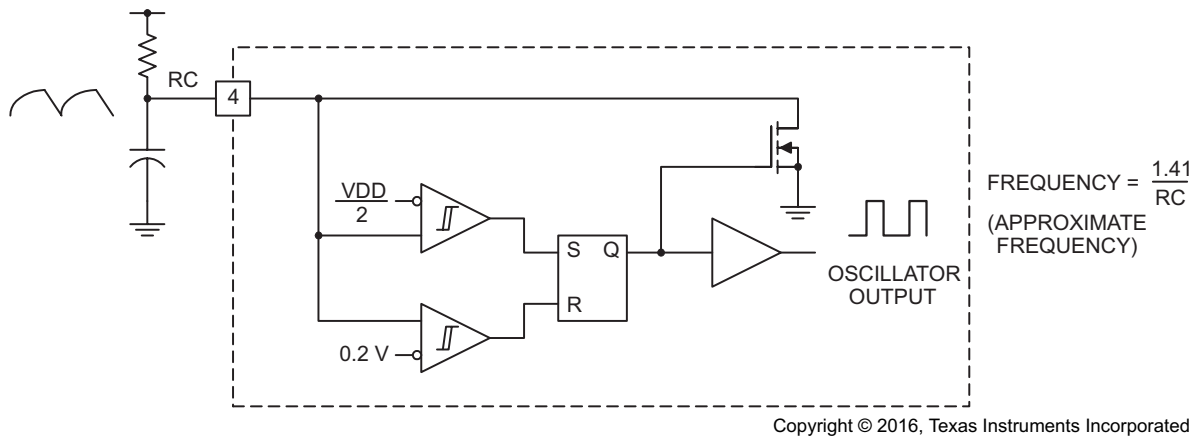 RC
4
VDD
2
0.2 V
S Q
R
OSCILLATOR
OUTPUT
FREQUENCY = 1.41
RC
(APPROXIMATE
FREQUENCY)
Copyright © 2016, Texas Instruments Incorporated